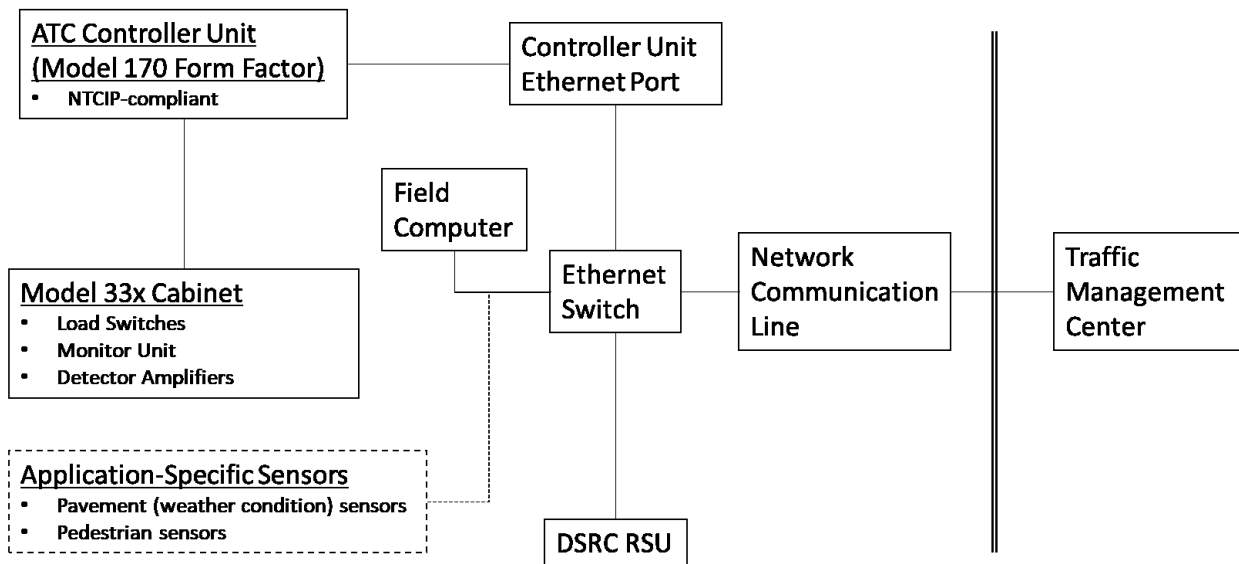 ATC Controller Unit
(Model 170 Form Factor)
▪ NTCIP-compliant
Controller Unit
Ethernet Port
Field
Computer
Ethernet
Switch
Network
Communication
Line
Traffic
Management
Center
Model 33x Cabinet
▪ Load Switches
▪ Monitor Unit
▪ Detector Amplifiers
Application-Specific Sensors
▪ Pavement (weather condition) sensors
▪ Pedestrian sensors
DSRC RSU